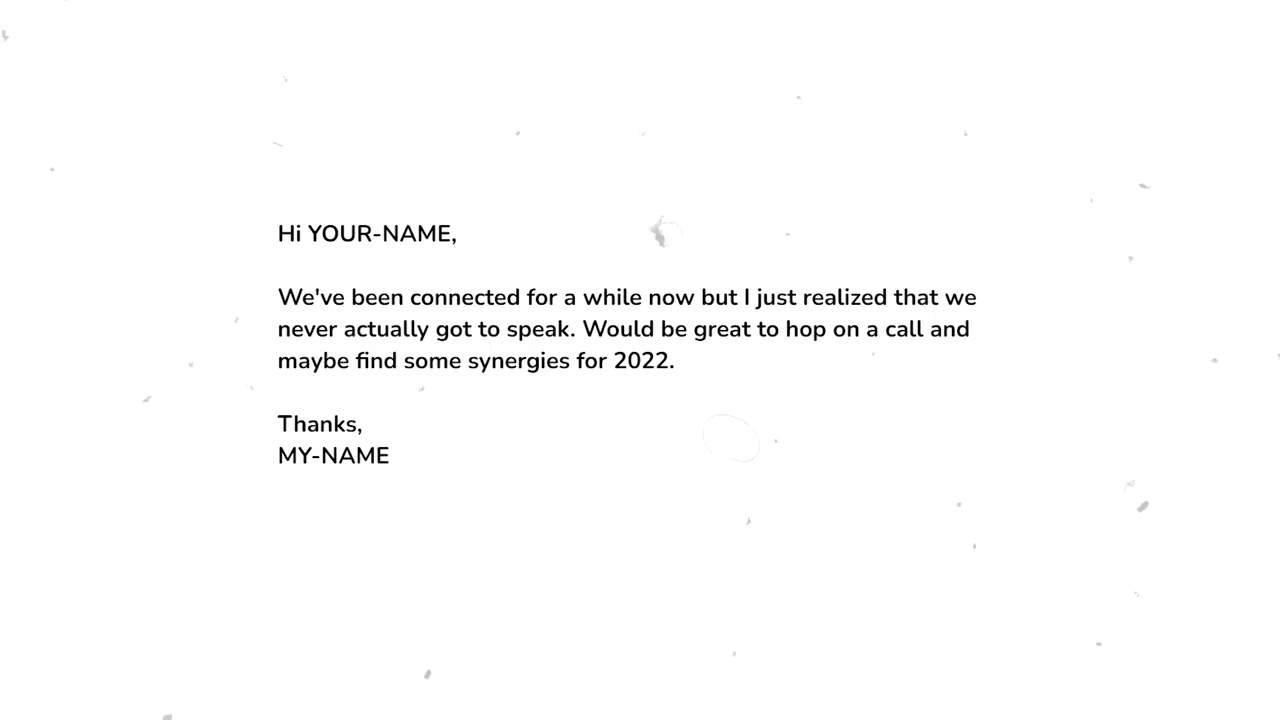 Hi YOUR-NAME,
We've been connected for a while now but I just realized that we
never actually got to speak. Would be great to hop on a call and
maybe find some synergies for 2022.
Thanks,
MY-NAME